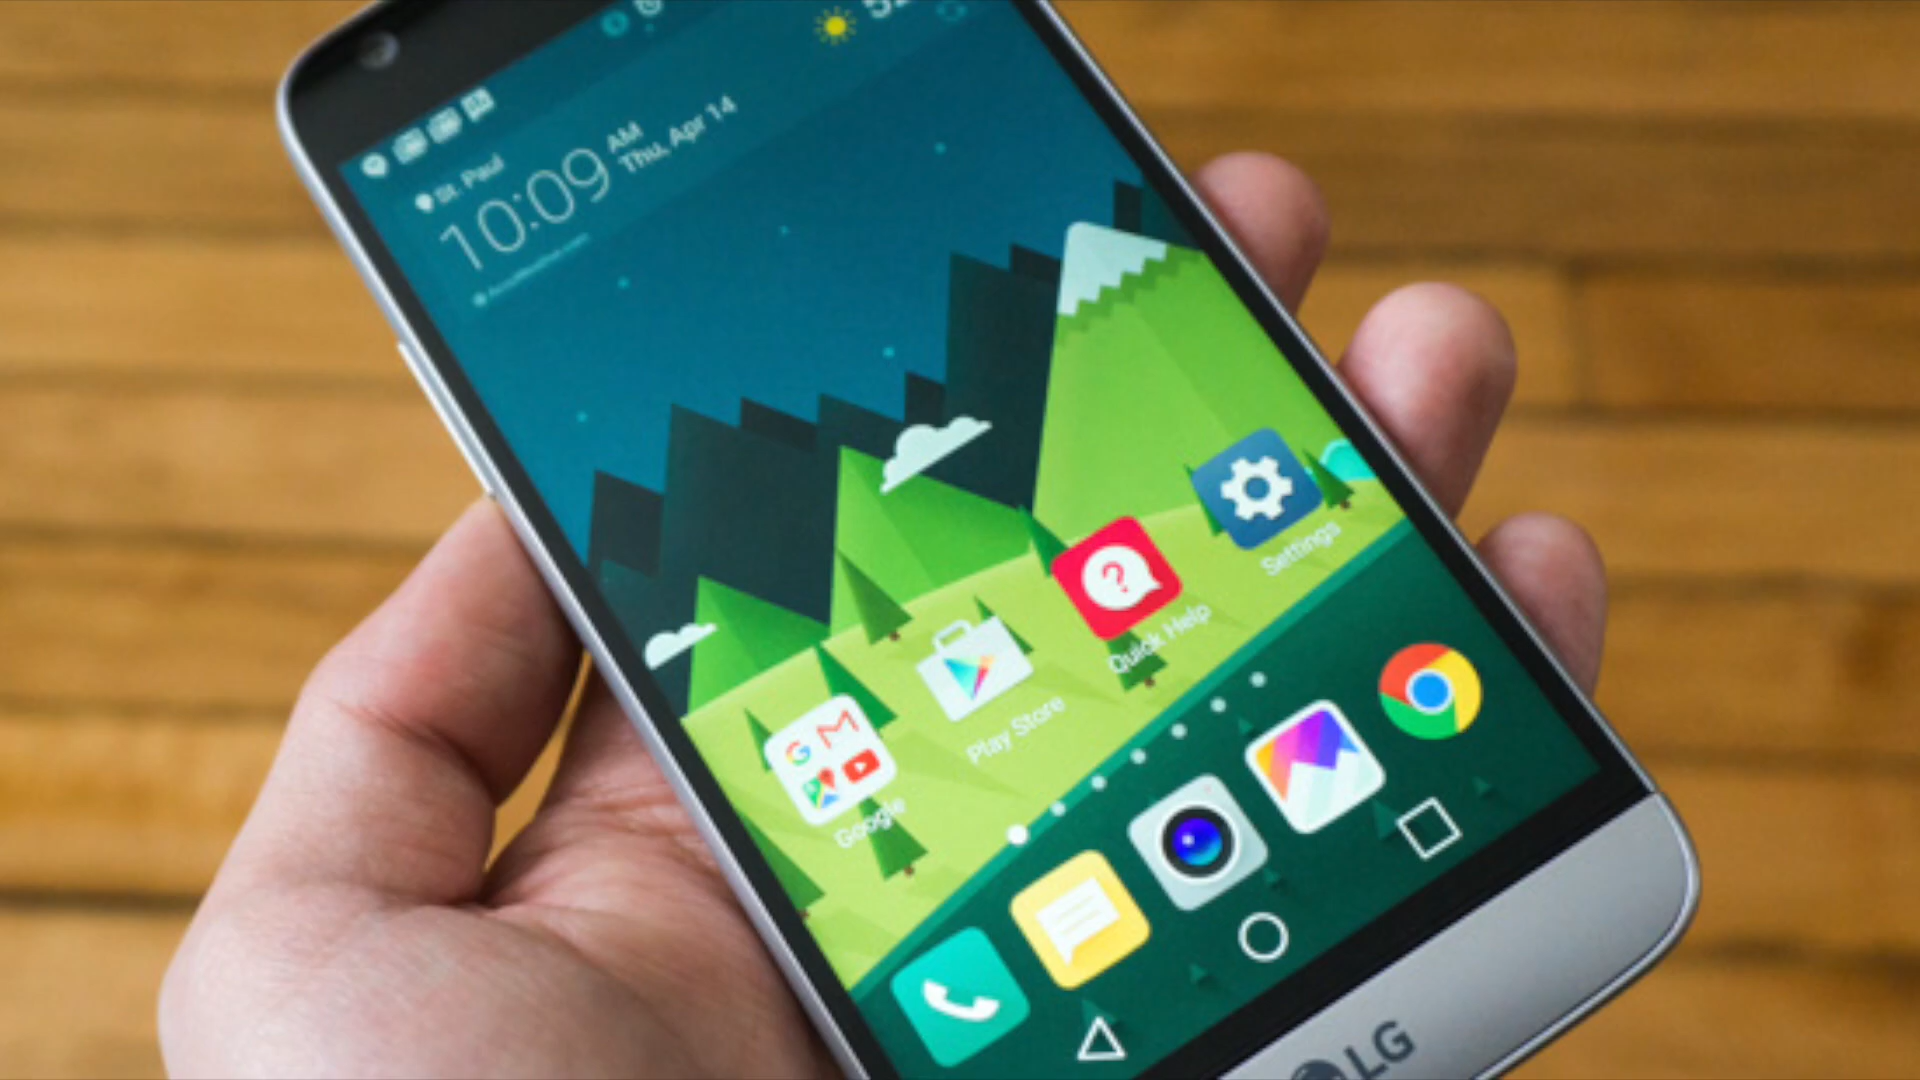 St. Paul
10:09 AM
Thu, Apr 14
Settings
Quick Help
Play Store
Google
LG